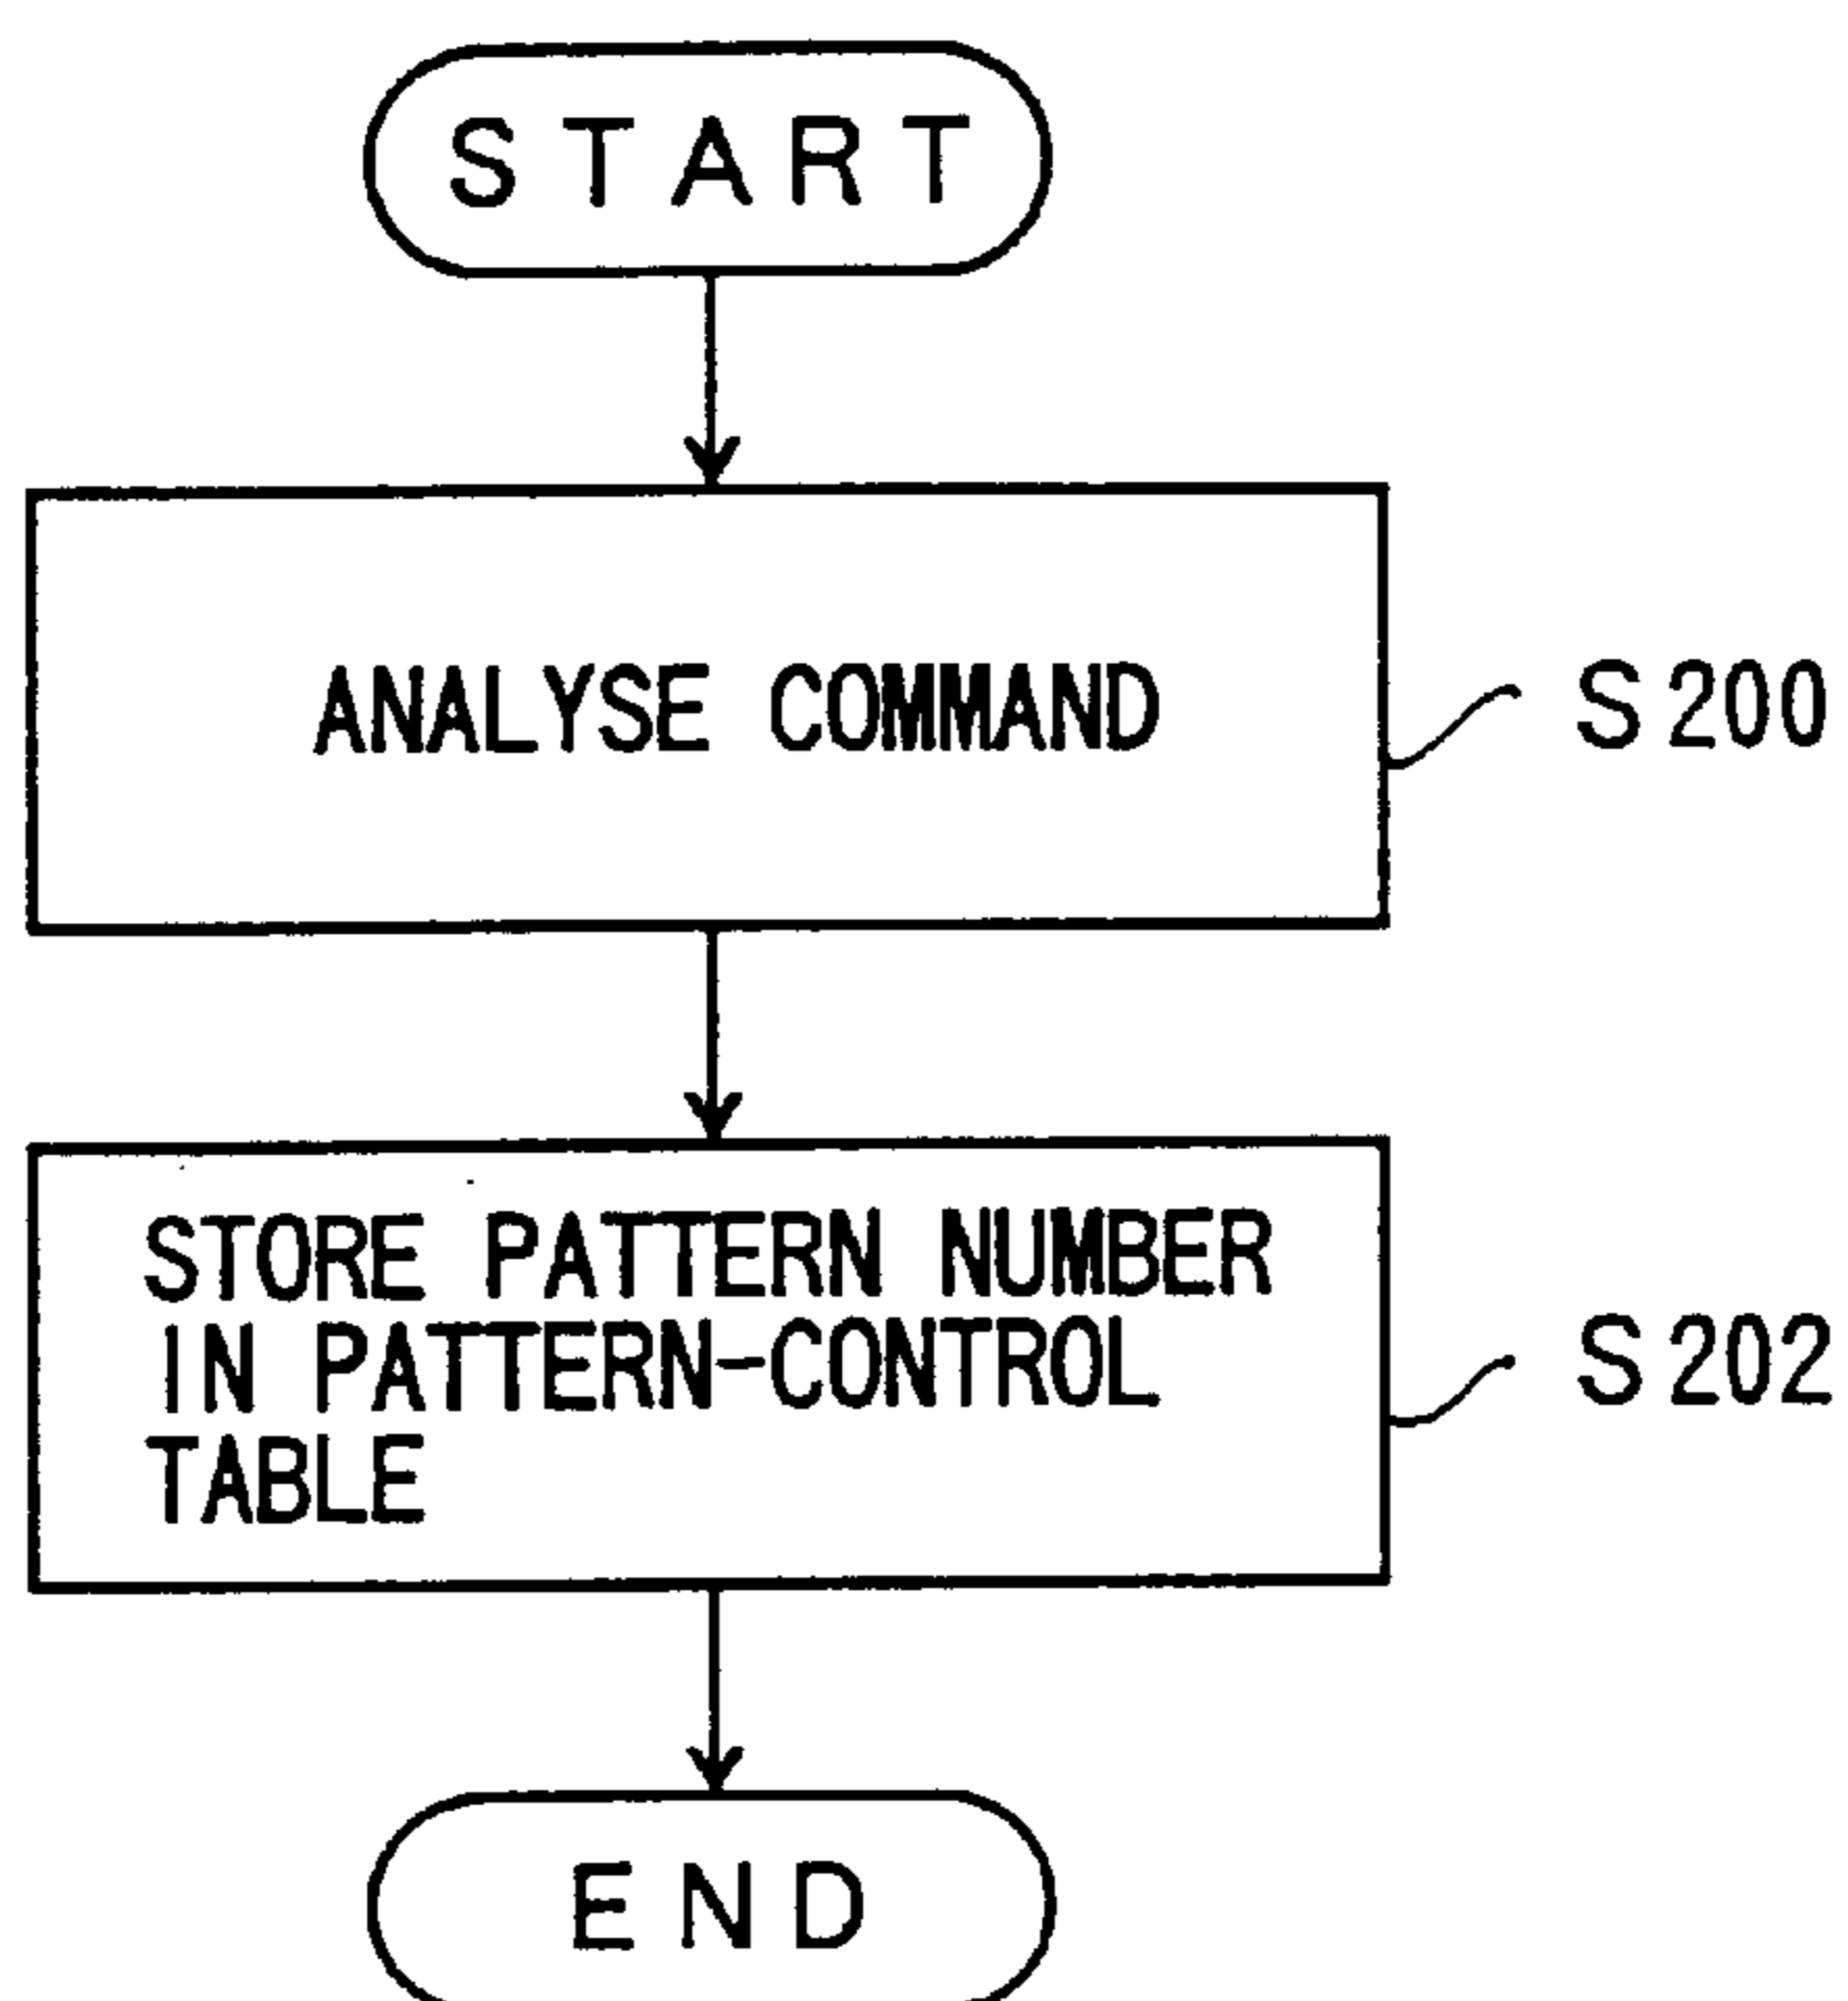 START
ANALYSE COMMAND
S200
STORE PATTERN NUMBER
IN PATTERN-CONTROL
TABLE
S202
END